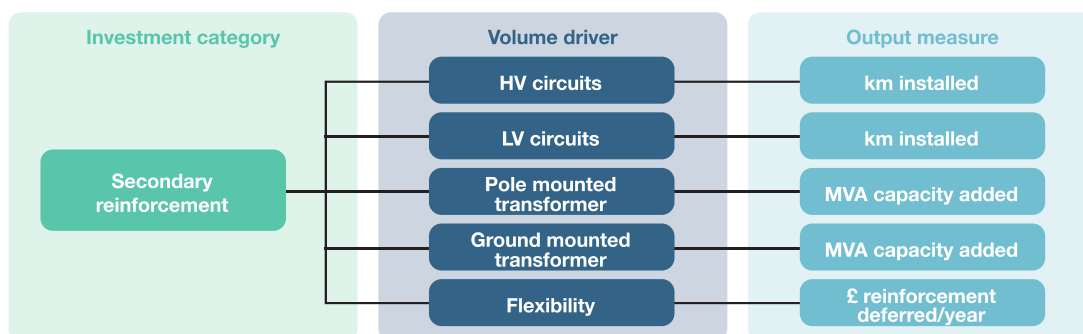 Investment category
Volume driver
Output measure
HV circuits
km installed
LV circuits
km installed
Secondary
reinforcement
Pole mounted
transformer
MVA capacity added
Ground mounted
transformer
MVA capacity added
Flexibility
£ reinforcement
deferred/year